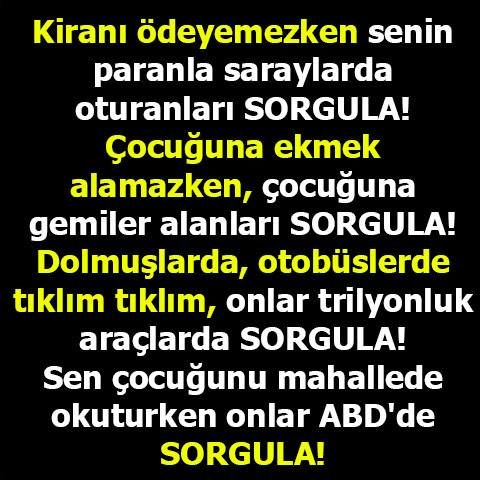 Kiranı ödeyemezken senin
paranla saraylarda
oturanları SORGULA!
Çocuğuna ekmek
alamazken, çocuğuna
gemiler alanları SORGULA!
Dolmuşlarda, otobüslerde
tıklım tıklım, onlar trilyonluk
araçlarda SORGULA!
Sen çocuğunu mahallede
okuturken onlar ABD'de
SORGULA!